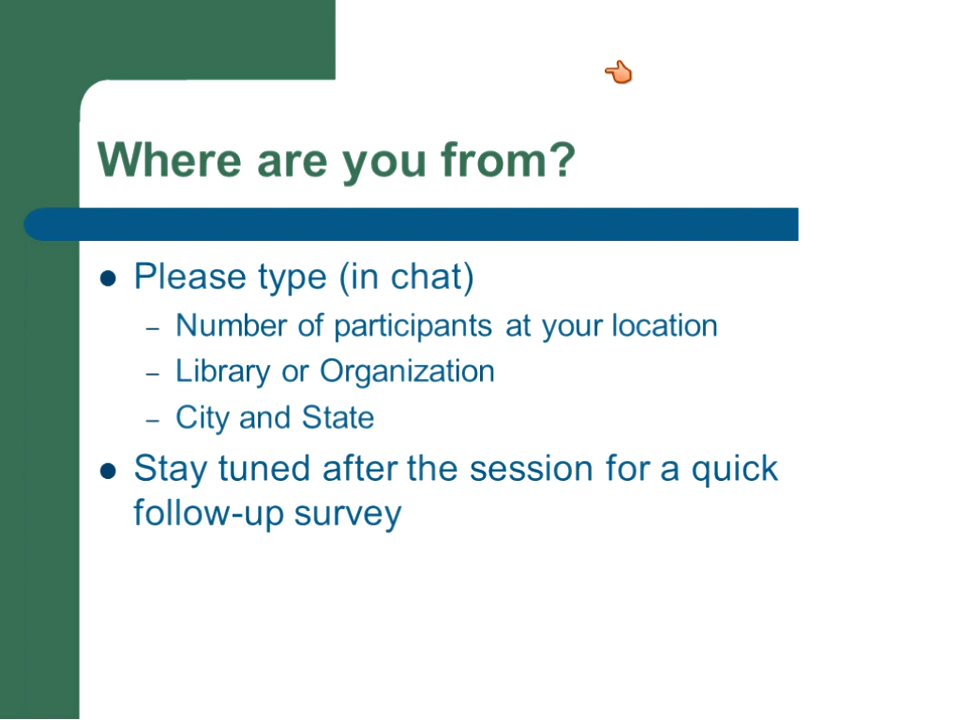 Where are you from?
● Please type (in chat)
– Number of participants at your location
– Library or Organization
– City and State
● Stay tuned after the session for a quick
follow-up survey